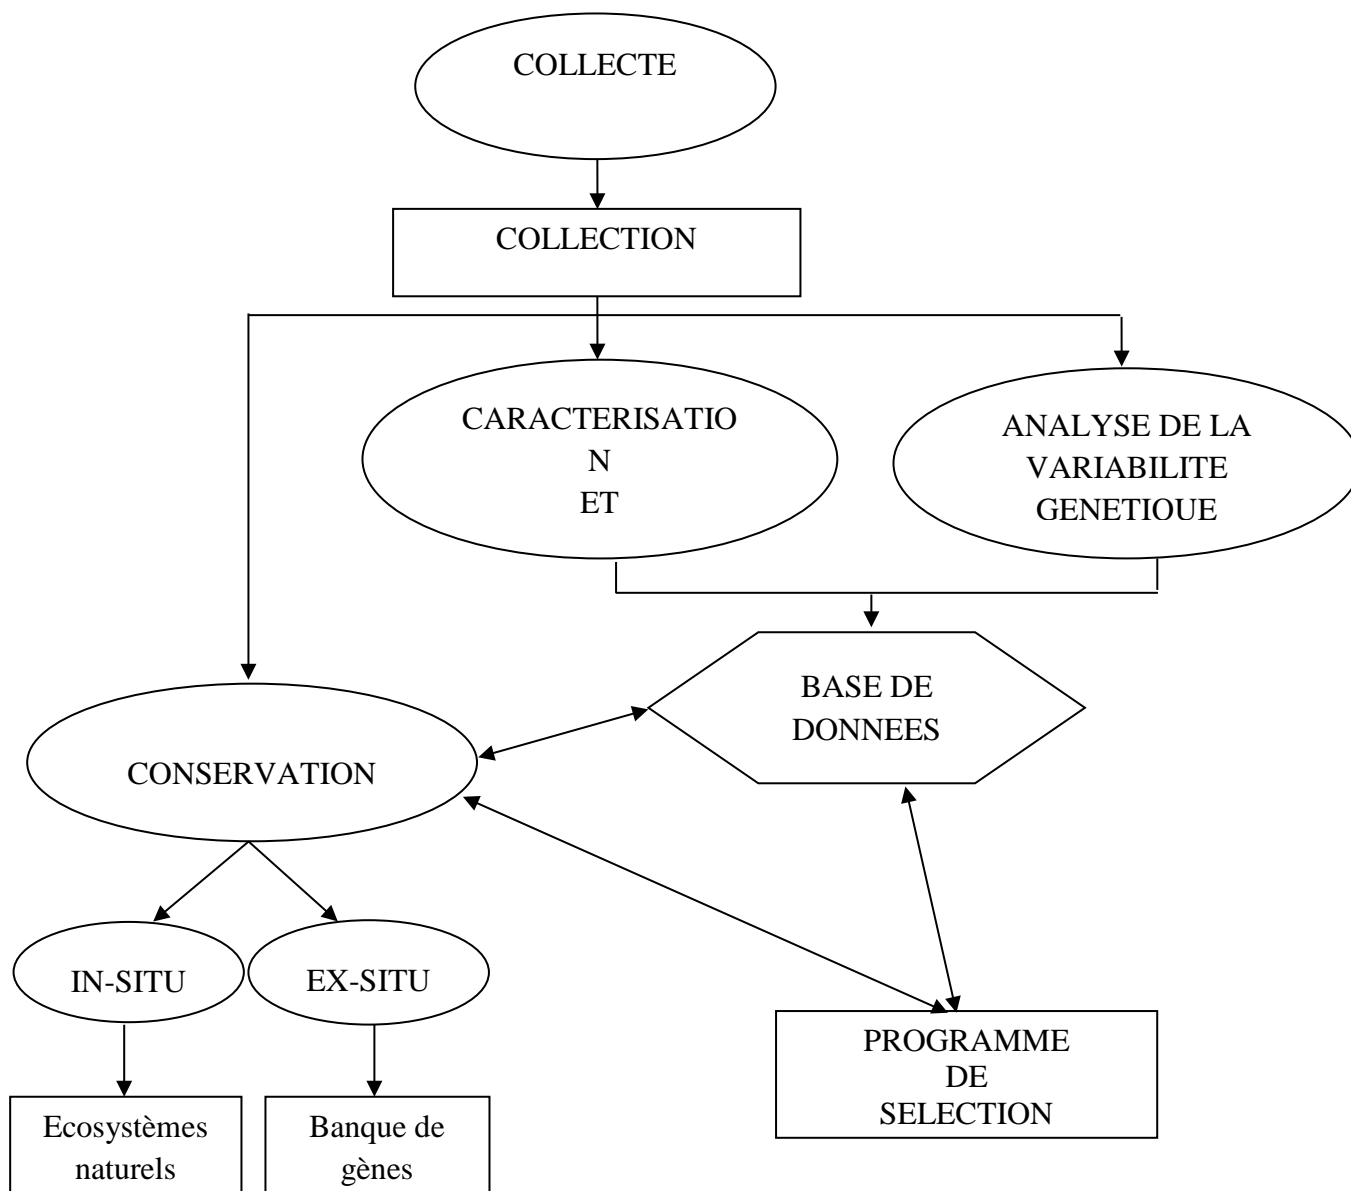 COLLECTE
COLLECTION
CARACTERISATIO
N
ET
ANALYSE DE LA
VARIABILITE
GENETIQUE
BASE DE
DONNEES
CONSERVATION
IN-SITU
EX-SITU
PROGRAMME
DE
SELECTION
Ecosystèmes
naturels
Banque de
gènes